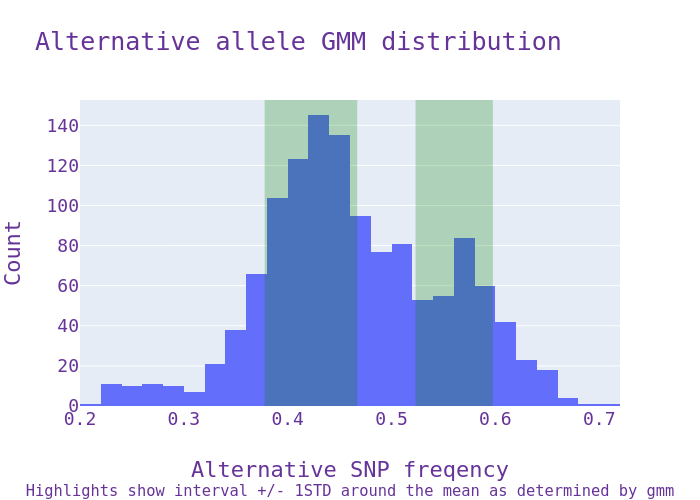 Alternative allele GMM distribution
Count
140
120
100
80
60
40
20
0
0.2 0.3 0.4 0.5 0.6 0.7
Alternative SNP freqency
Highlights show interval +/- 1STD around the mean as determined by gmm